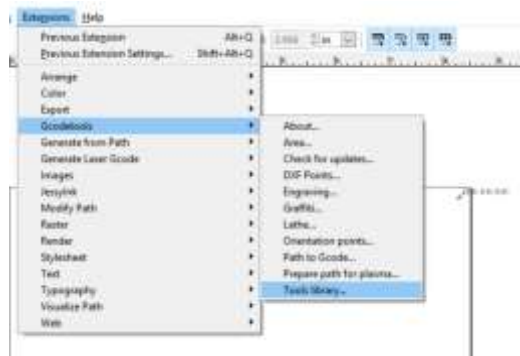 Extensions Help
Previous Extension Alt+Q
Previous Extension Settings... Shift+Alt+Q
Arrange
Color
Export
Gcodetools
Generate from Path
Generate Laser Gcode
Images
JessyInk
Modify Path
Raster
Render
Stylesheet
Text
Typography
Visualize Path
Web
About...
Area...
Check for updates...
DXF Points...
Engraving...
Graffiti...
Lathe...
Orientation points...
Path to Gcode...
Prepare path for plasma...
Tools library...